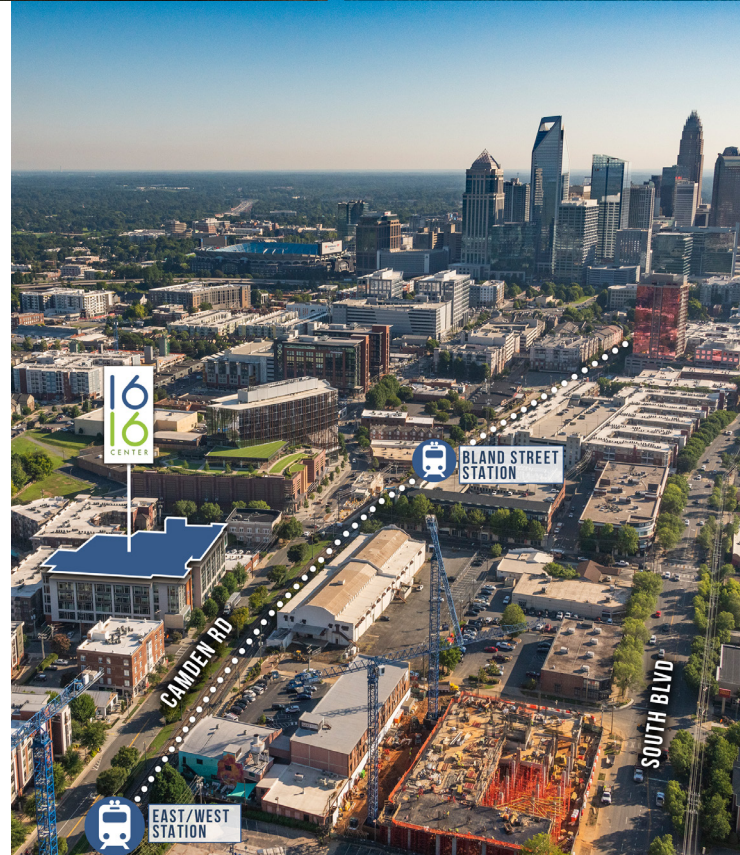 16
16
CENTER
BLAND STREET
STATION
CAMDEN RD
SOUTH BLVD
EAST/WEST
STATION